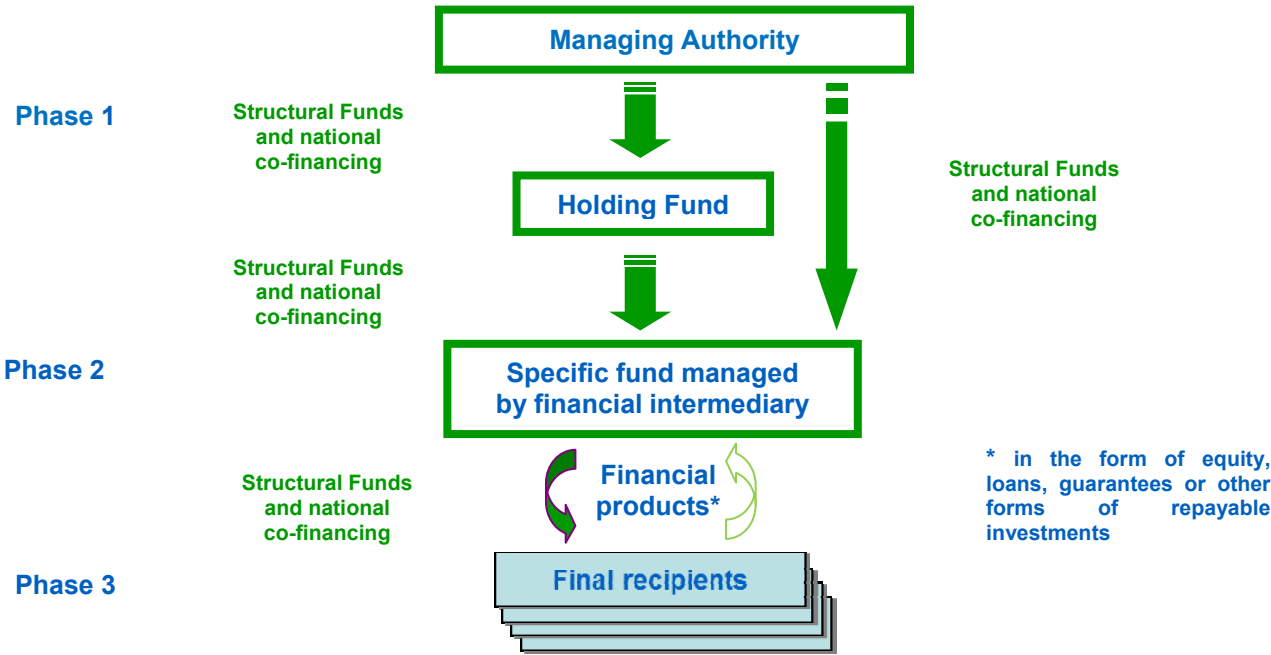 Managing Authority
Phase 1
Structural Funds
and national
co-financing
Structural Funds
and national
co-financing
Holding Fund
Structural Funds
and national
co-financing
Phase 2
Specific fund managed
by financial intermediary
Structural Funds
and national
co-financing
Financial
products*
* in the form of equity,
loans, guarantees or other
forms of repayable
investments
Phase 3
Final recipients